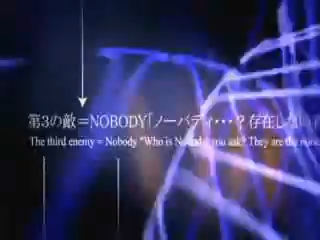 第3の敵=NOBODY「ノーバディ・・・?存在しない
The third enemy = Nobody "Who is you ask? They are the